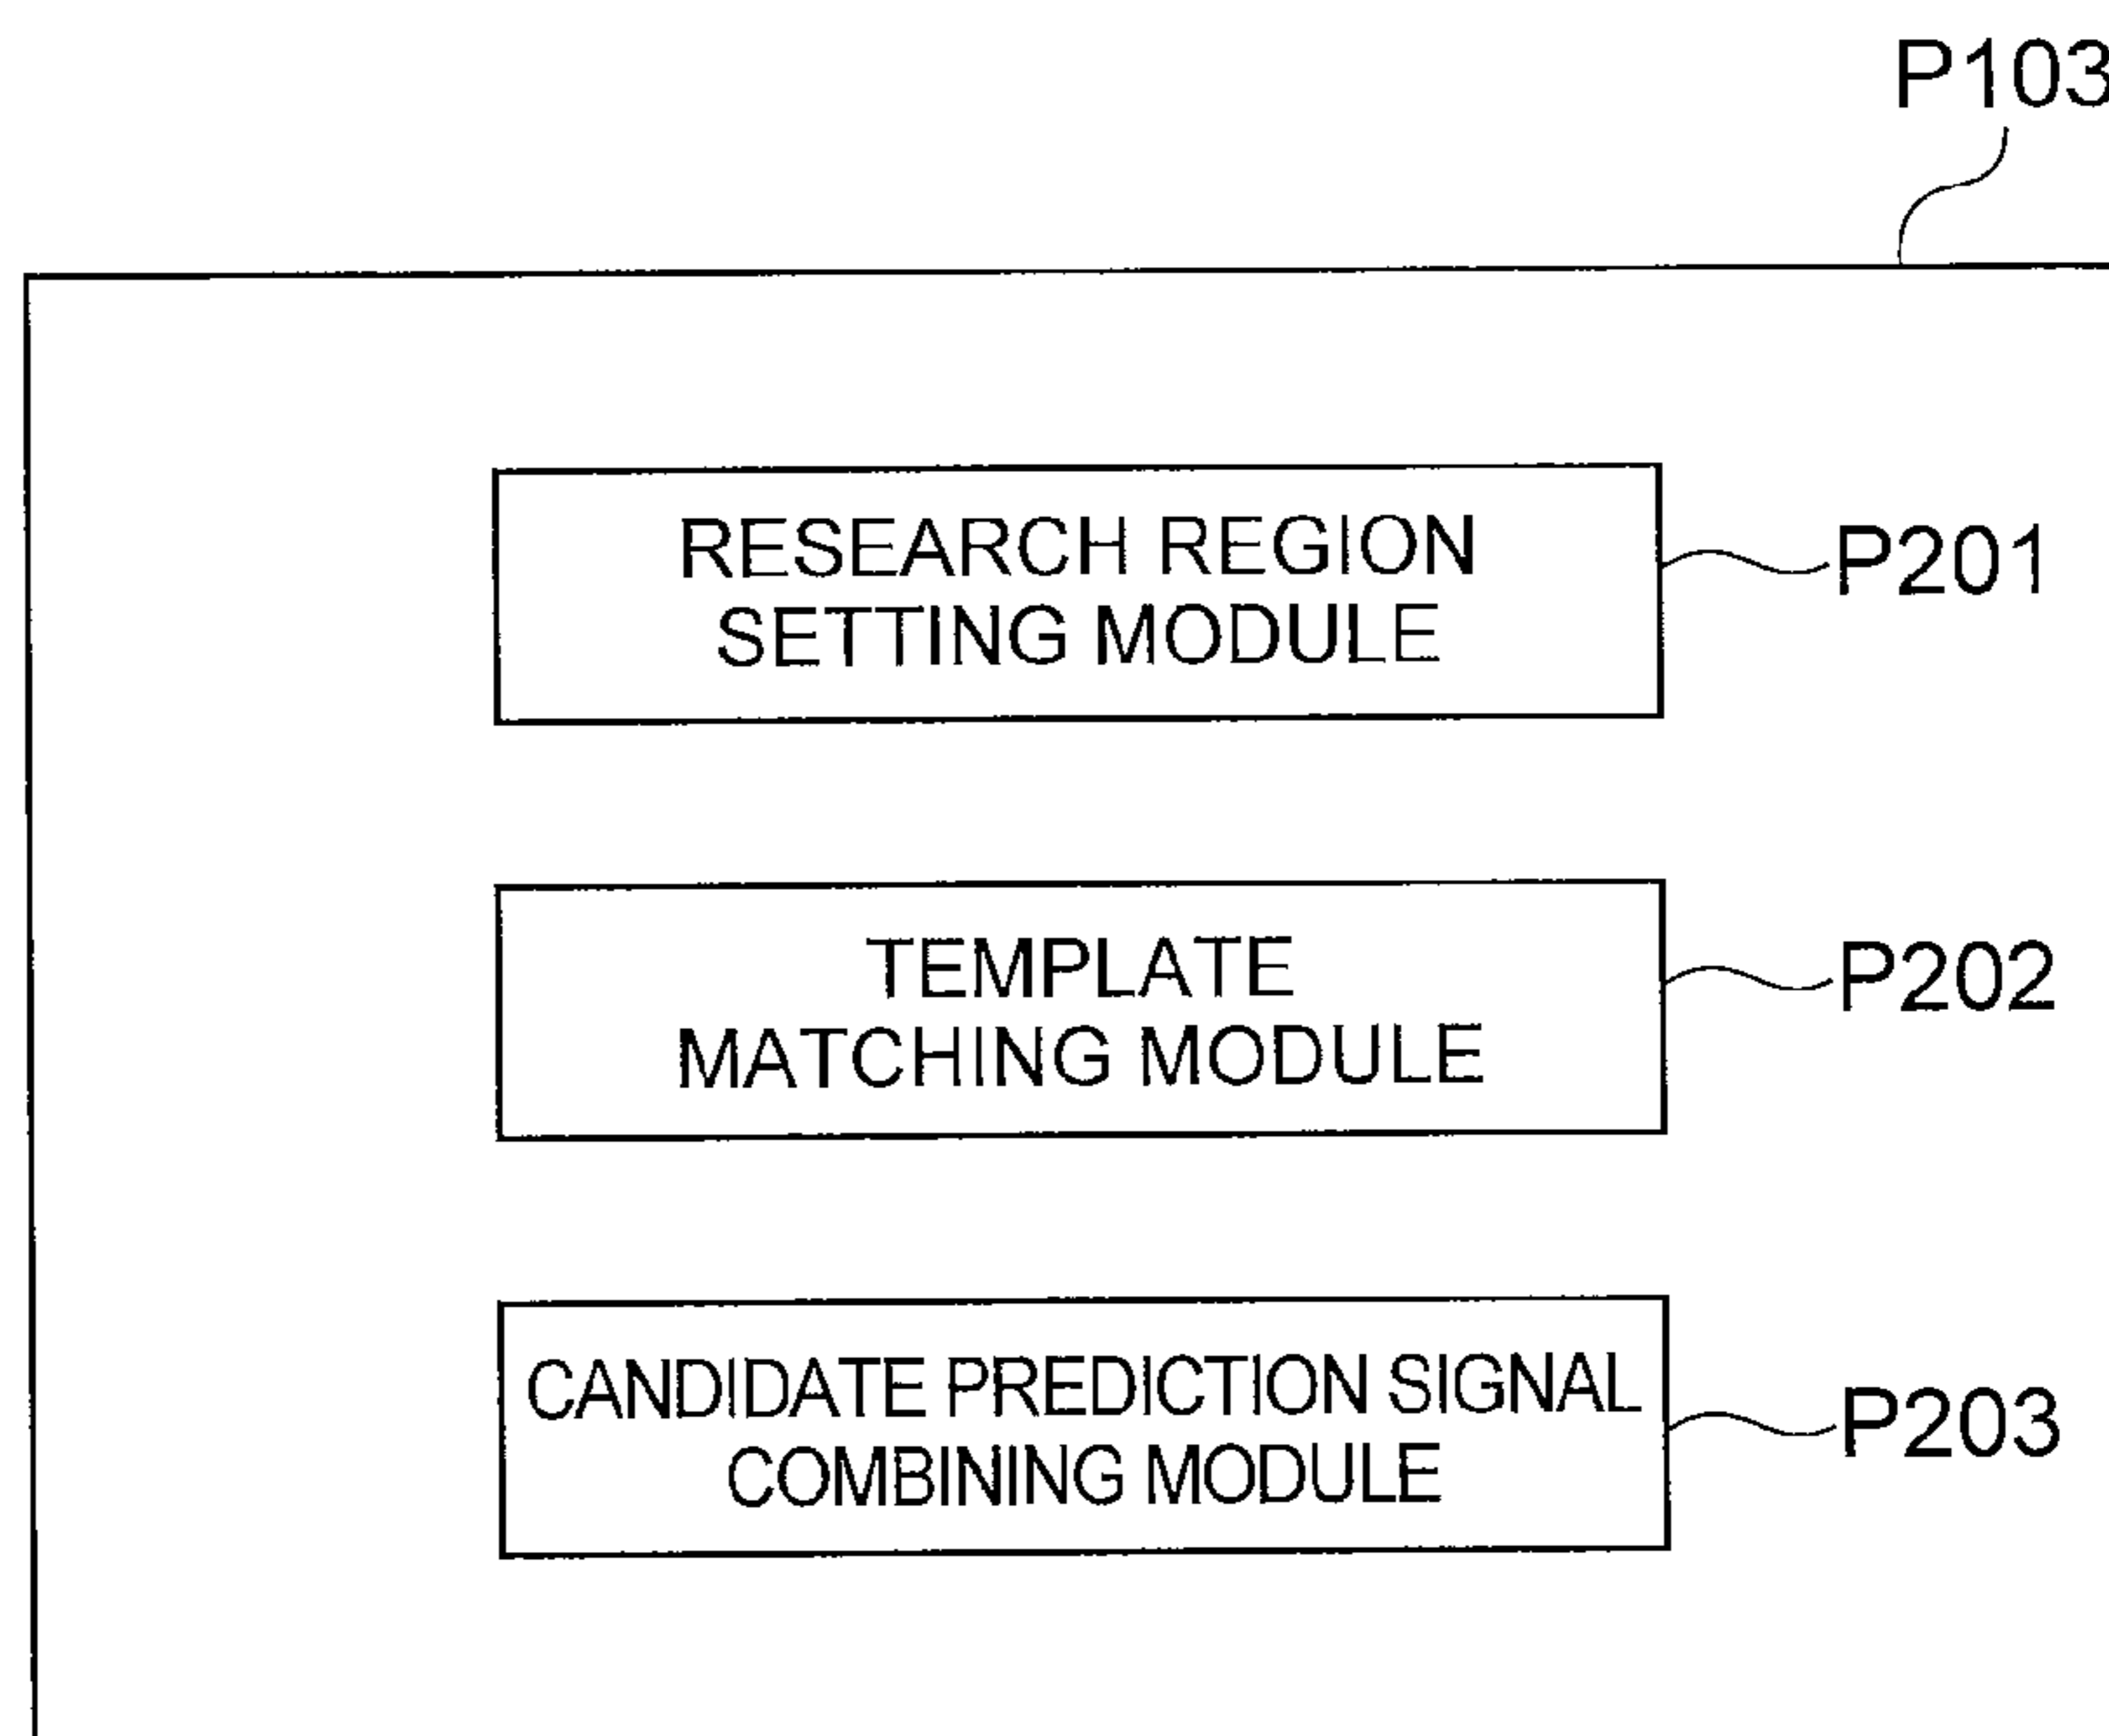 P103
RESEARCH REGION
SETTING MODULE
P201
TEMPLATE
MATCHING MODULE
P202
CANDIDATE PREDICTION SIGNAL
COMBINING MODULE
P203